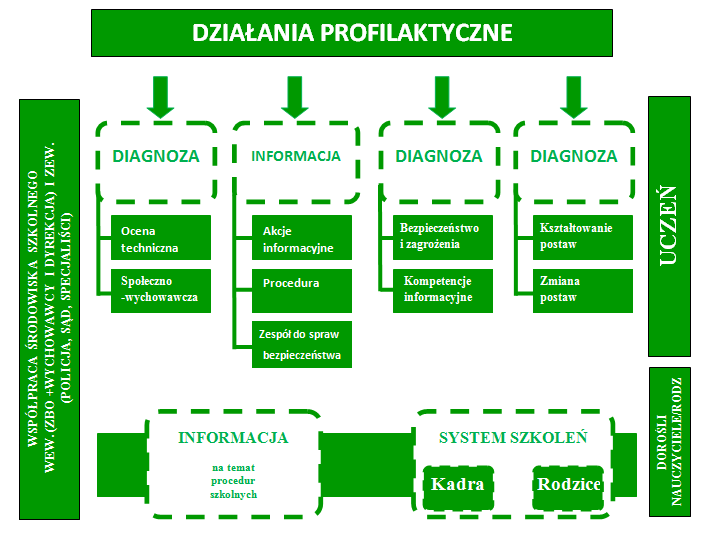 DZIAŁANIA PROFILAKTYCZNE
WSPÓŁPRACA ŚRODOWISKA SZKOLNEGO
WEW. (ZBO +WYCHOWAWCY I DYREKCJA) I ZEW.
(POLICJA, SĄD, SPECJALIŚCI)
DIAGNOZA
Ocena
techniczna
Społeczno
-wychowawcza
INFORMACJA
Akcje
informacyjne
Procedura
Zespół do spraw
bezpieczeństwa
DIAGNOZA
Bezpieczeństwo
i zagrożenia
Kompetencje
informacyjne
DIAGNOZA
Kształtowanie
postaw
Zmiana
postaw
UCZEŃ
INFORMACJA
na temat
procedur
szkolnych
SYSTEM SZKOLEŃ
Kadra
Rodzice
DOROŚLI
NAUCZYCIELE/RODZ